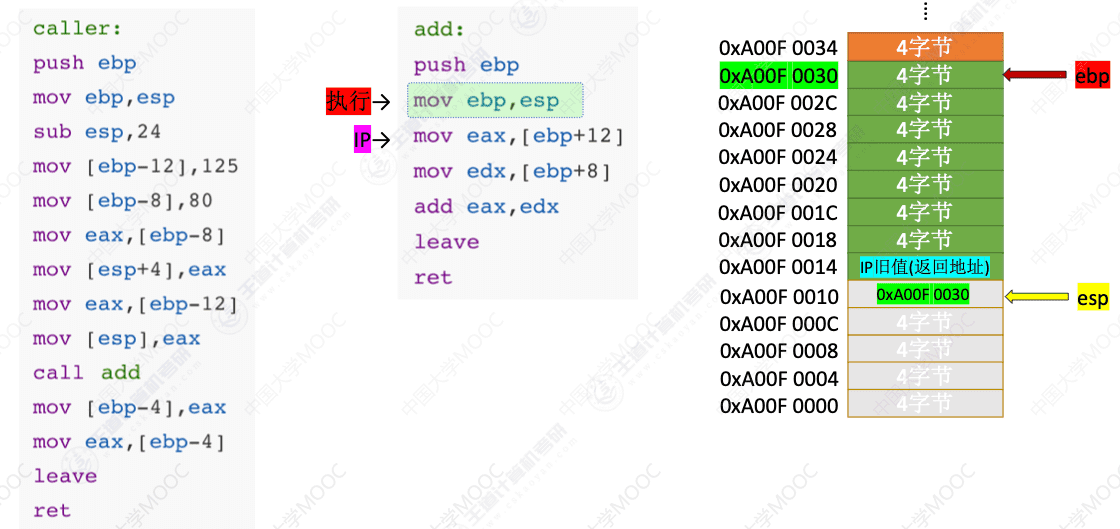 caller:
push ebp
mov ebp,esp
sub esp,24
mov [ebp-12],125
mov [ebp-8],80
mov eax,[ebp-8]
mov [esp+4],eax
mov eax,[ebp-12]
mov [esp],eax
call add
mov [ebp-4],eax
mov eax,[ebp-4]
leave
ret
add:
push ebp
执行→ mov ebp,esp
IP→ mov eax,[ebp+12]
mov edx,[ebp+8]
add eax,edx
leave
ret
⋮
0xA00F 0034 4字节
0xA00F 0030 4字节 ebp
0xA00F 002C 4字节
0xA00F 0028 4字节
0xA00F 0024 4字节
0xA00F 0020 4字节
0xA00F 001C 4字节
0xA00F 0018 4字节
0xA00F 0014 IP旧值(返回地址)
0xA00F 0010 0xA00F 0030 esp
0xA00F 000C 4字节
0xA00F 0008 4字节
0xA00F 0004 4字节
0xA00F 0000 4字节
中国大学MOOC
王道计算机考研